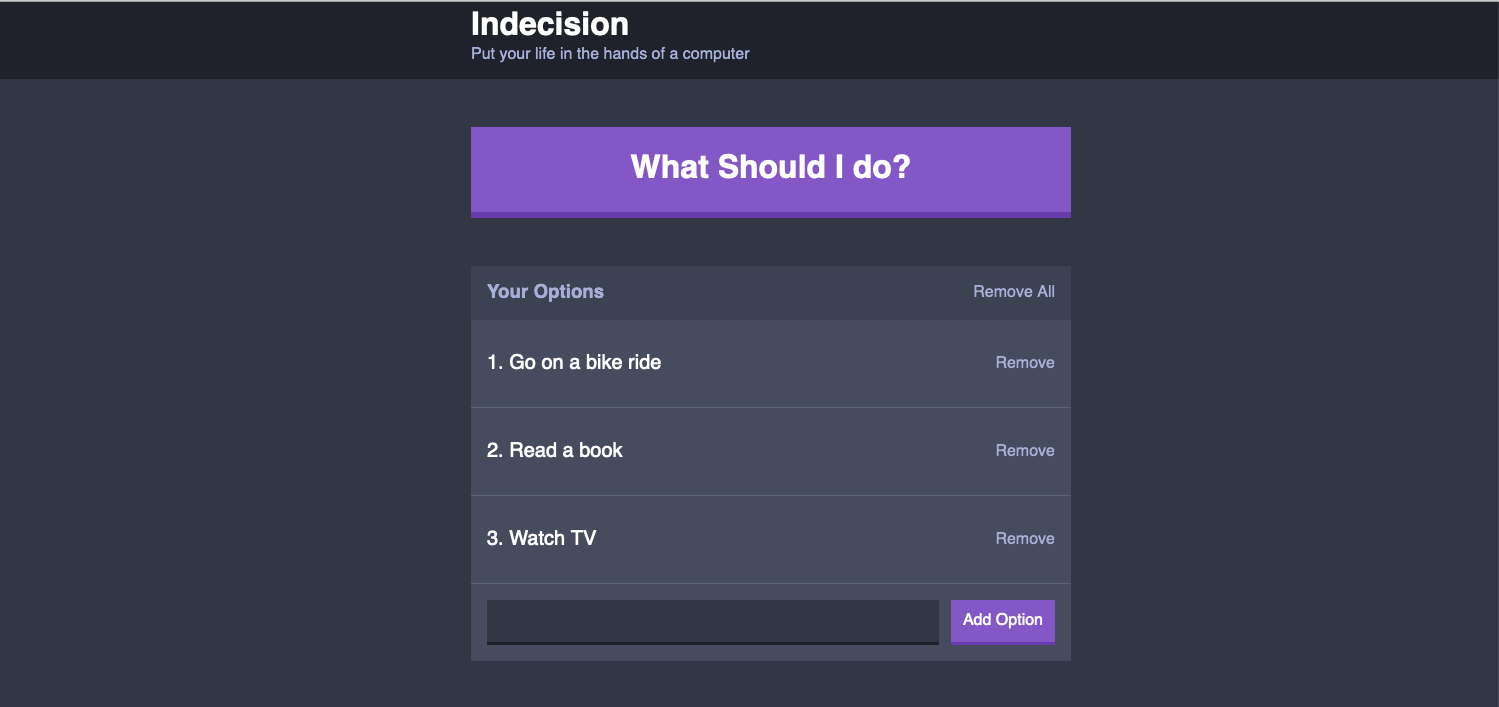 Indecision
Put your life in the hands of a computer
What Should I do?
Your Options
Remove All
1. Go on a bike ride
Remove
2. Read a book
Remove
3. Watch TV
Remove
Add Option